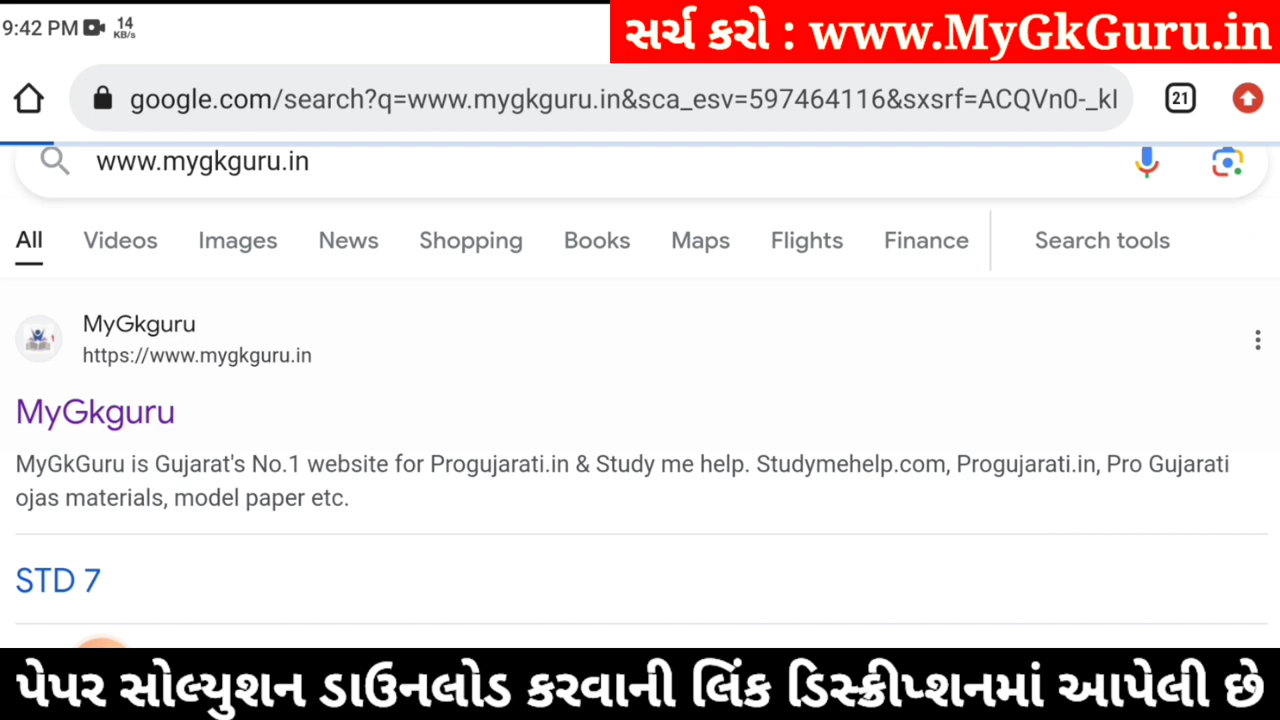 9:42 PM 14 KB/s
સર્ચ કરો : www.MyGkGuru.in
google.com/search?q=www.mygkguru.in&sca_esv=597464116&sxsrf=ACQVn0-_kI
21
www.mygkguru.in
All Videos Images News Shopping Books Maps Flights Finance Search tools
MyGkguru
https://www.mygkguru.in
MyGkguru
MyGkGuru is Gujarat's No.1 website for Progujarati.in & Study me help. Studymehelp.com, Progujarati.in, Pro Gujarati
ojas materials, model paper etc.
STD 7
પેપર સોલ્યુશન ડાઉનલોડ કરવાની લિંક ડિસ્ક્રીપ્શનમાં આપેલી છે